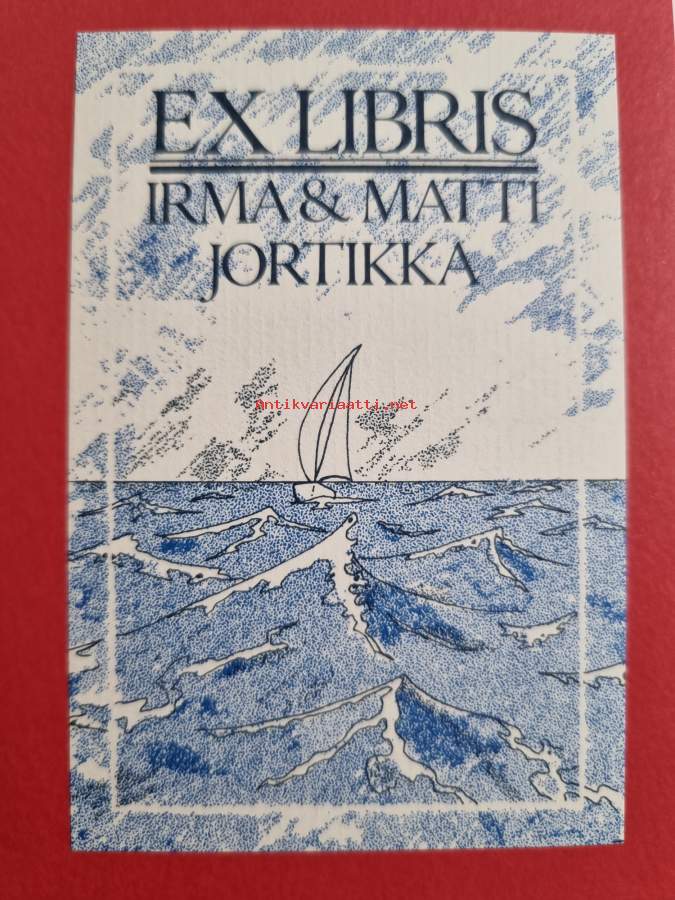 EX LIBRIS
IRMA & MATTI
JORTIKKA
Antikvariaatti.net